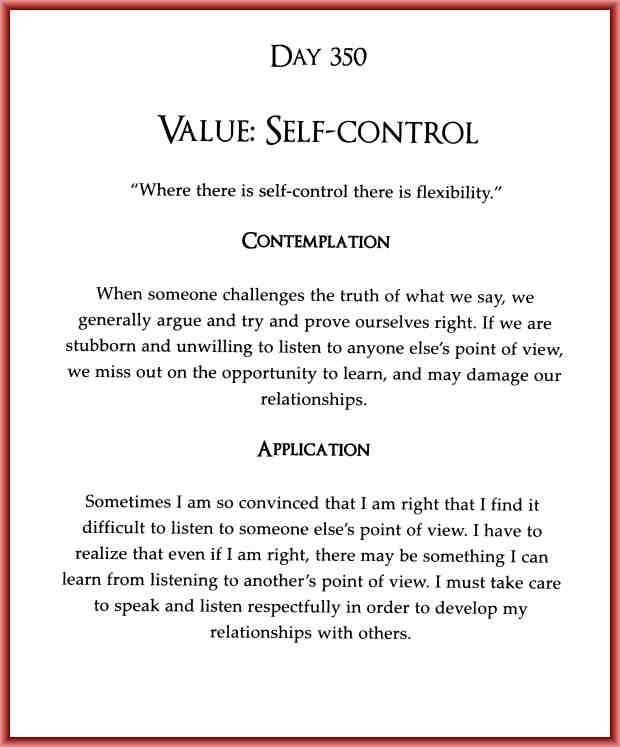 Day 350
Value: Self-control
“Where there is self-control there is flexibility.”
Contemplation
When someone challenges the truth of what we say, we
generally argue and try and prove ourselves right. If we are
stubborn and unwilling to listen to anyone else’s point of view,
we miss out on the opportunity to learn, and may damage our
relationships.
Application
Sometimes I am so convinced that I am right that I find it
difficult to listen to someone else’s point of view. I have to
realize that even if I am right, there may be something I can
learn from listening to another’s point of view. I must take care
to speak and listen respectfully in order to develop my
relationships with others.